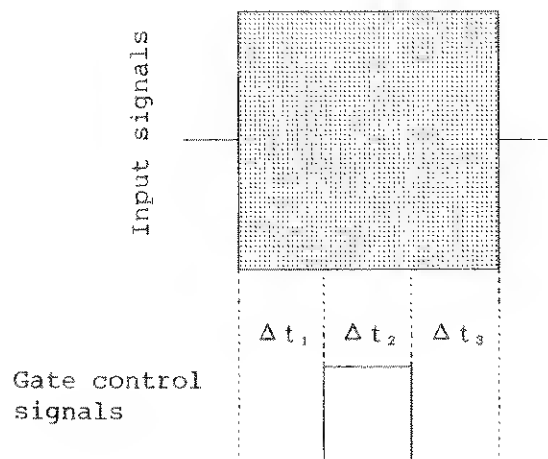 Input signals
Δt₁ Δt₂ Δt₃
Gate control
signals